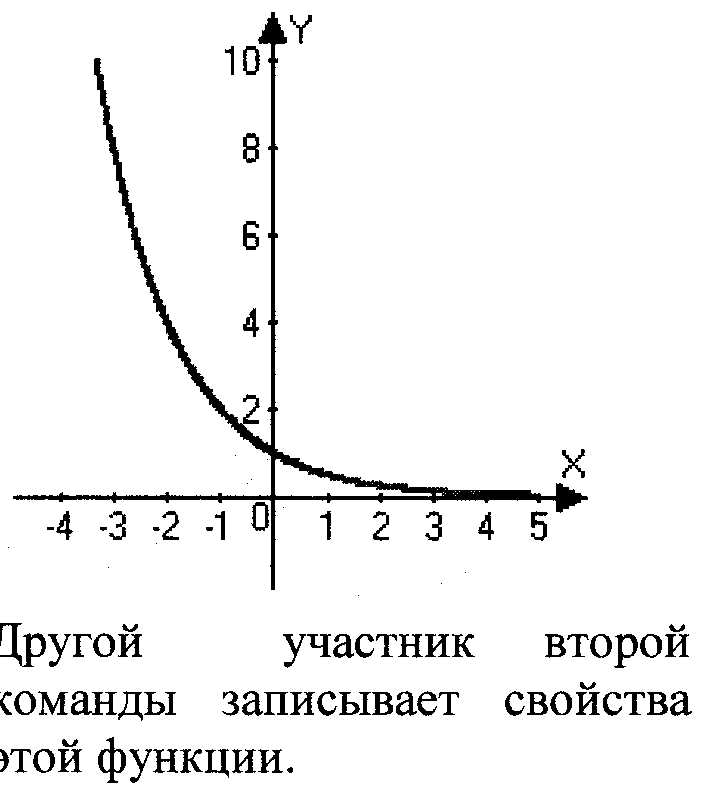 Y
10
8
6
4
2
X
-4 -3 -2 -1 0 1 2 3 4 5
Другой участник второй
команды записывает свойства
этой функции.